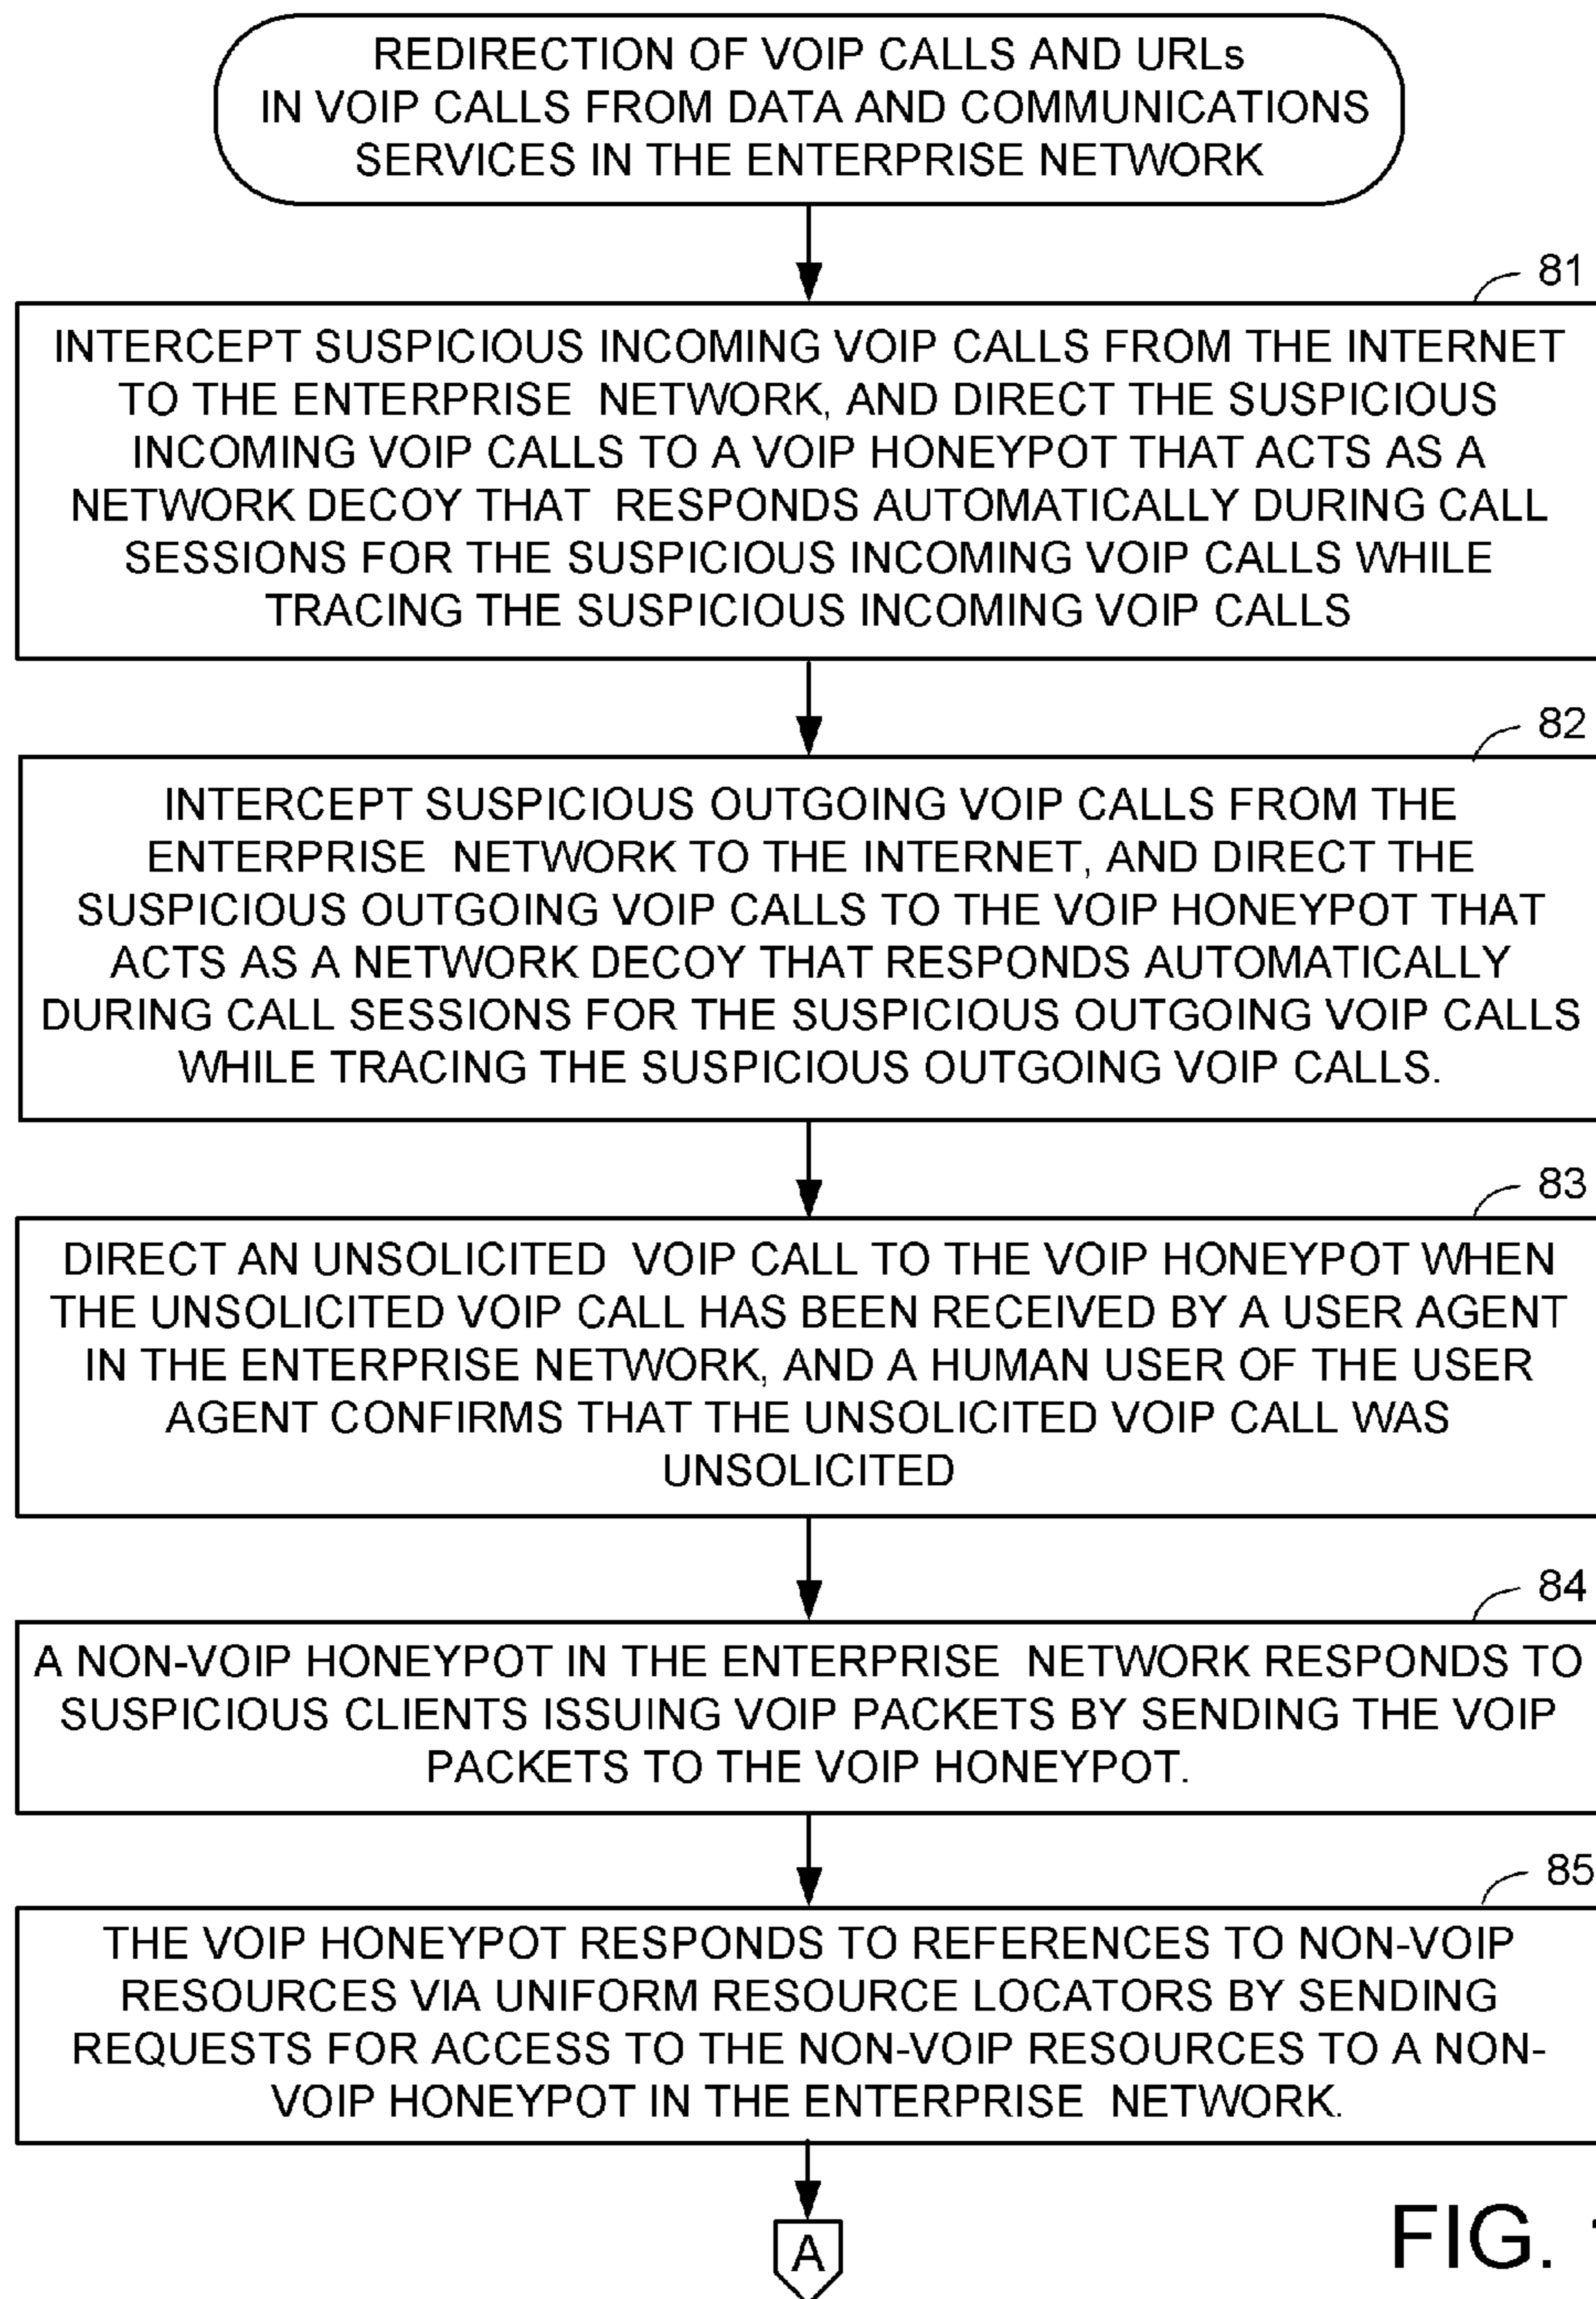 REDIRECTION OF VOIP CALLS AND URLs
IN VOIP CALLS FROM DATA AND COMMUNICATIONS
SERVICES IN THE ENTERPRISE NETWORK
81
INTERCEPT SUSPICIOUS INCOMING VOIP CALLS FROM THE INTERNET
TO THE ENTERPRISE NETWORK, AND DIRECT THE SUSPICIOUS
INCOMING VOIP CALLS TO A VOIP HONEYPOT THAT ACTS AS A
NETWORK DECOY THAT RESPONDS AUTOMATICALLY DURING CALL
SESSIONS FOR THE SUSPICIOUS INCOMING VOIP CALLS WHILE
TRACING THE SUSPICIOUS INCOMING VOIP CALLS
82
INTERCEPT SUSPICIOUS OUTGOING VOIP CALLS FROM THE
ENTERPRISE NETWORK TO THE INTERNET, AND DIRECT THE
SUSPICIOUS OUTGOING VOIP CALLS TO THE VOIP HONEYPOT THAT
ACTS AS A NETWORK DECOY THAT RESPONDS AUTOMATICALLY
DURING CALL SESSIONS FOR THE SUSPICIOUS OUTGOING VOIP CALLS
WHILE TRACING THE SUSPICIOUS OUTGOING VOIP CALLS.
83
DIRECT AN UNSOLICITED VOIP CALL TO THE VOIP HONEYPOT WHEN
THE UNSOLICITED VOIP CALL HAS BEEN RECEIVED BY A USER AGENT
IN THE ENTERPRISE NETWORK, AND A HUMAN USER OF THE USER
AGENT CONFIRMS THAT THE UNSOLICITED VOIP CALL WAS
UNSOLICITED
84
A NON-VOIP HONEYPOT IN THE ENTERPRISE NETWORK RESPONDS TO
SUSPICIOUS CLIENTS ISSUING VOIP PACKETS BY SENDING THE VOIP
PACKETS TO THE VOIP HONEYPOT.
85
THE VOIP HONEYPOT RESPONDS TO REFERENCES TO NON-VOIP
RESOURCES VIA UNIFORM RESOURCE LOCATORS BY SENDING
REQUESTS FOR ACCESS TO THE NON-VOIP RESOURCES TO A NON-
VOIP HONEYPOT IN THE ENTERPRISE NETWORK.
A
FIG.